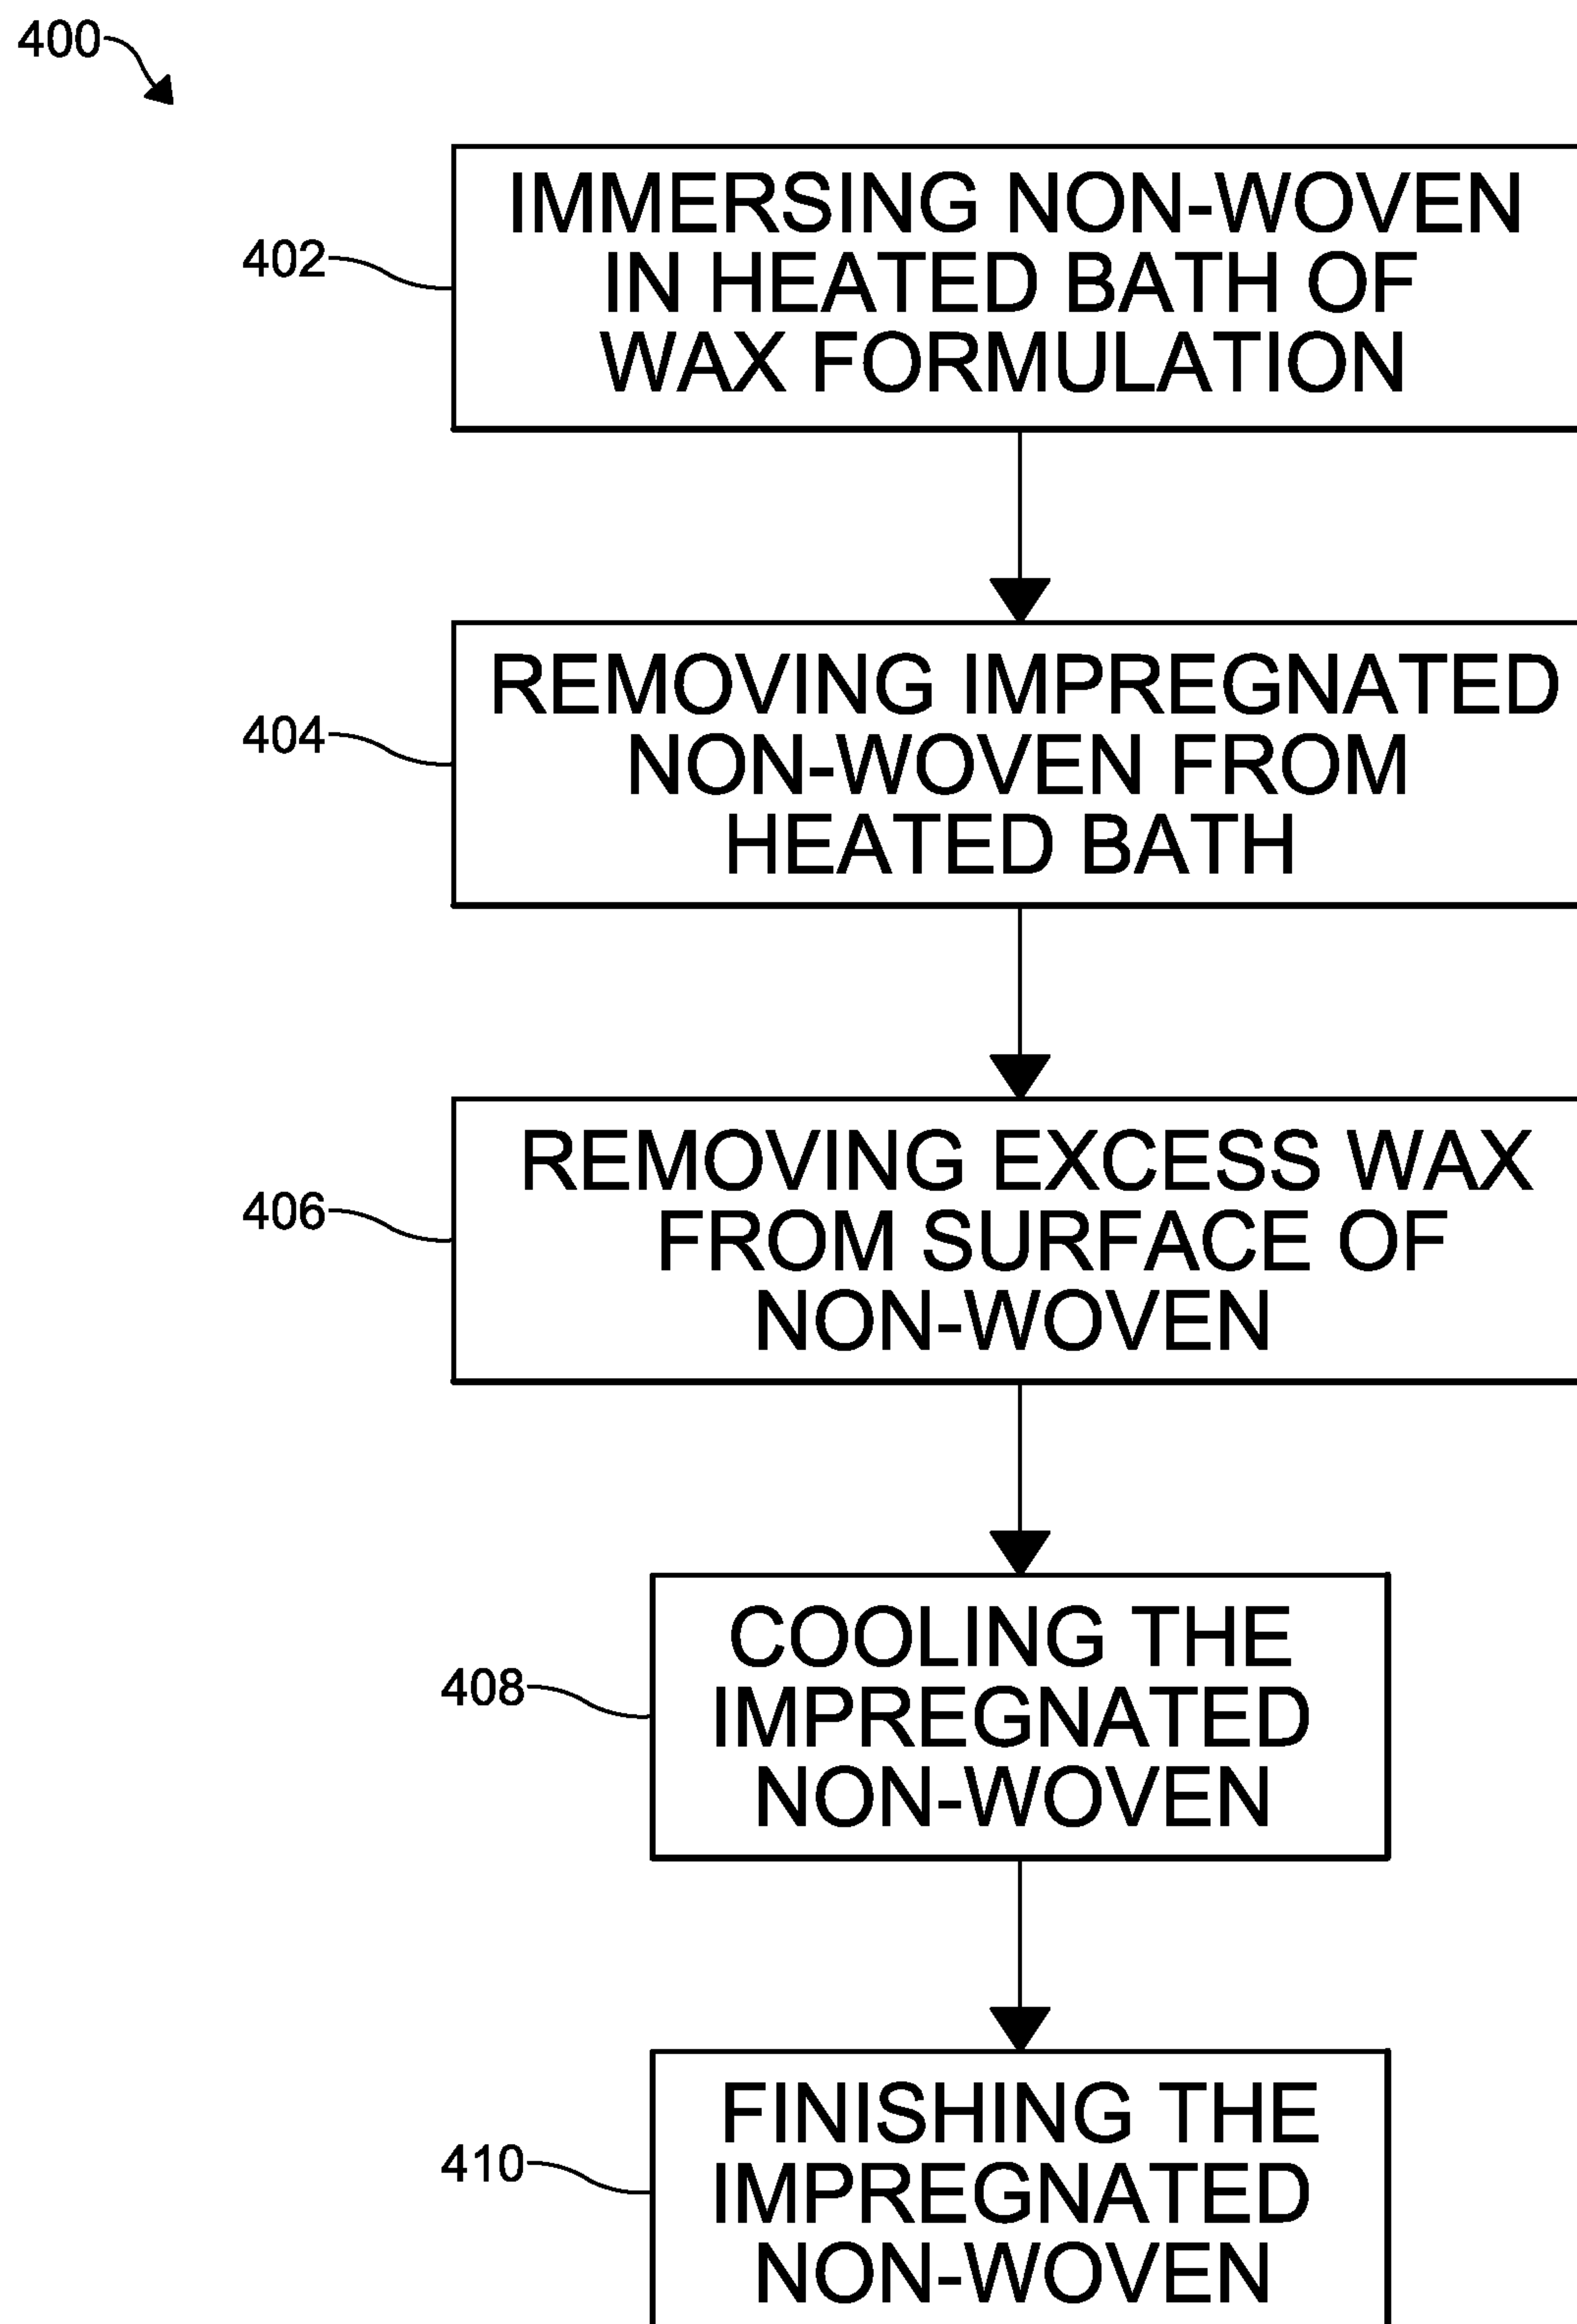 400
402
IMMERSING NON-WOVEN
IN HEATED BATH OF
WAX FORMULATION
404
REMOVING IMPREGNATED
NON-WOVEN FROM
HEATED BATH
406
REMOVING EXCESS WAX
FROM SURFACE OF
NON-WOVEN
408
COOLING THE
IMPREGNATED
NON-WOVEN
410
FINISHING THE
IMPREGNATED
NON-WOVEN